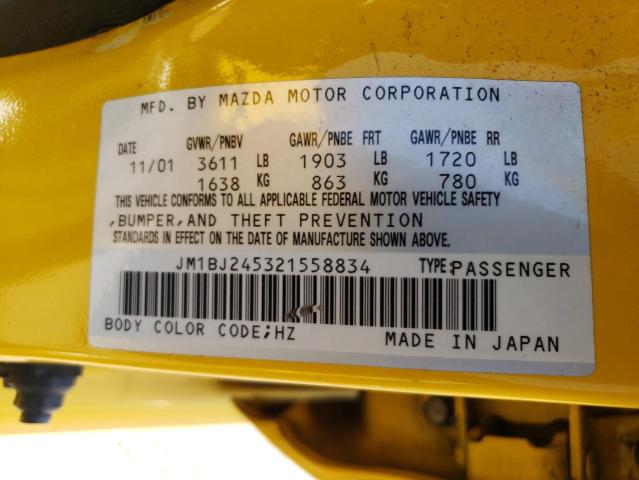 MFD. BY MAZDA MOTOR CORPORATION
DATE GVWR/PNBV GAWR/PNBE FRT GAWR/PNBE RR
11/01 3611 LB 1903 LB 1720 LB
1638 KG 863 KG 780 KG
THIS VEHICLE CONFORMS TO ALL APPLICABLE FEDERAL MOTOR VEHICLE SAFETY
,BUMPER,AND THEFT PREVENTION
STANDARDS IN EFFECT ON THE DATE OF MANUFACTURE SHOWN ABOVE.
JM1BJ245321558834 TYPE:PASSENGER
BODY COLOR CODE;HZ MADE IN JAPAN